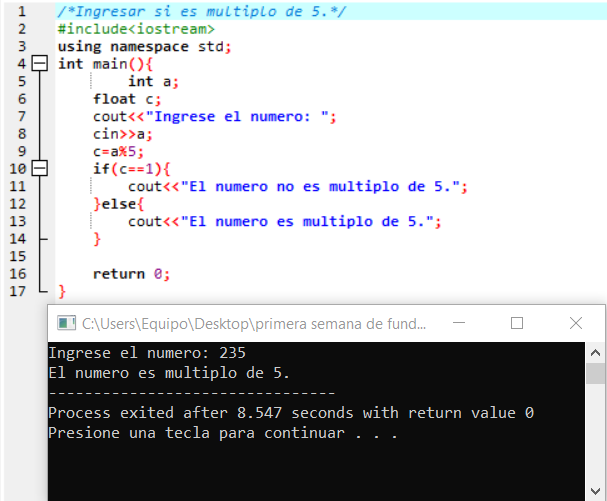 1 /*Ingresar si es multiplo de 5.*/
2 #include<iostream>
3 using namespace std;
4 int main(){
5 int a;
6 float c;
7 cout<<"Ingrese el numero: ";
8 cin>>a;
9 c=a%5;
10 if(c==1){
11 cout<<"El numero no es multiplo de 5.";
12 }else{
13 cout<<"El numero es multiplo de 5.";
14 }
15
16 return 0;
17 }
C:\Users\Equipo\Desktop\primera semana de fund...
Ingrese el numero: 235
El numero es multiplo de 5.
--------------------------------
Process exited after 8.547 seconds with return value 0
Presione una tecla para continuar . . .